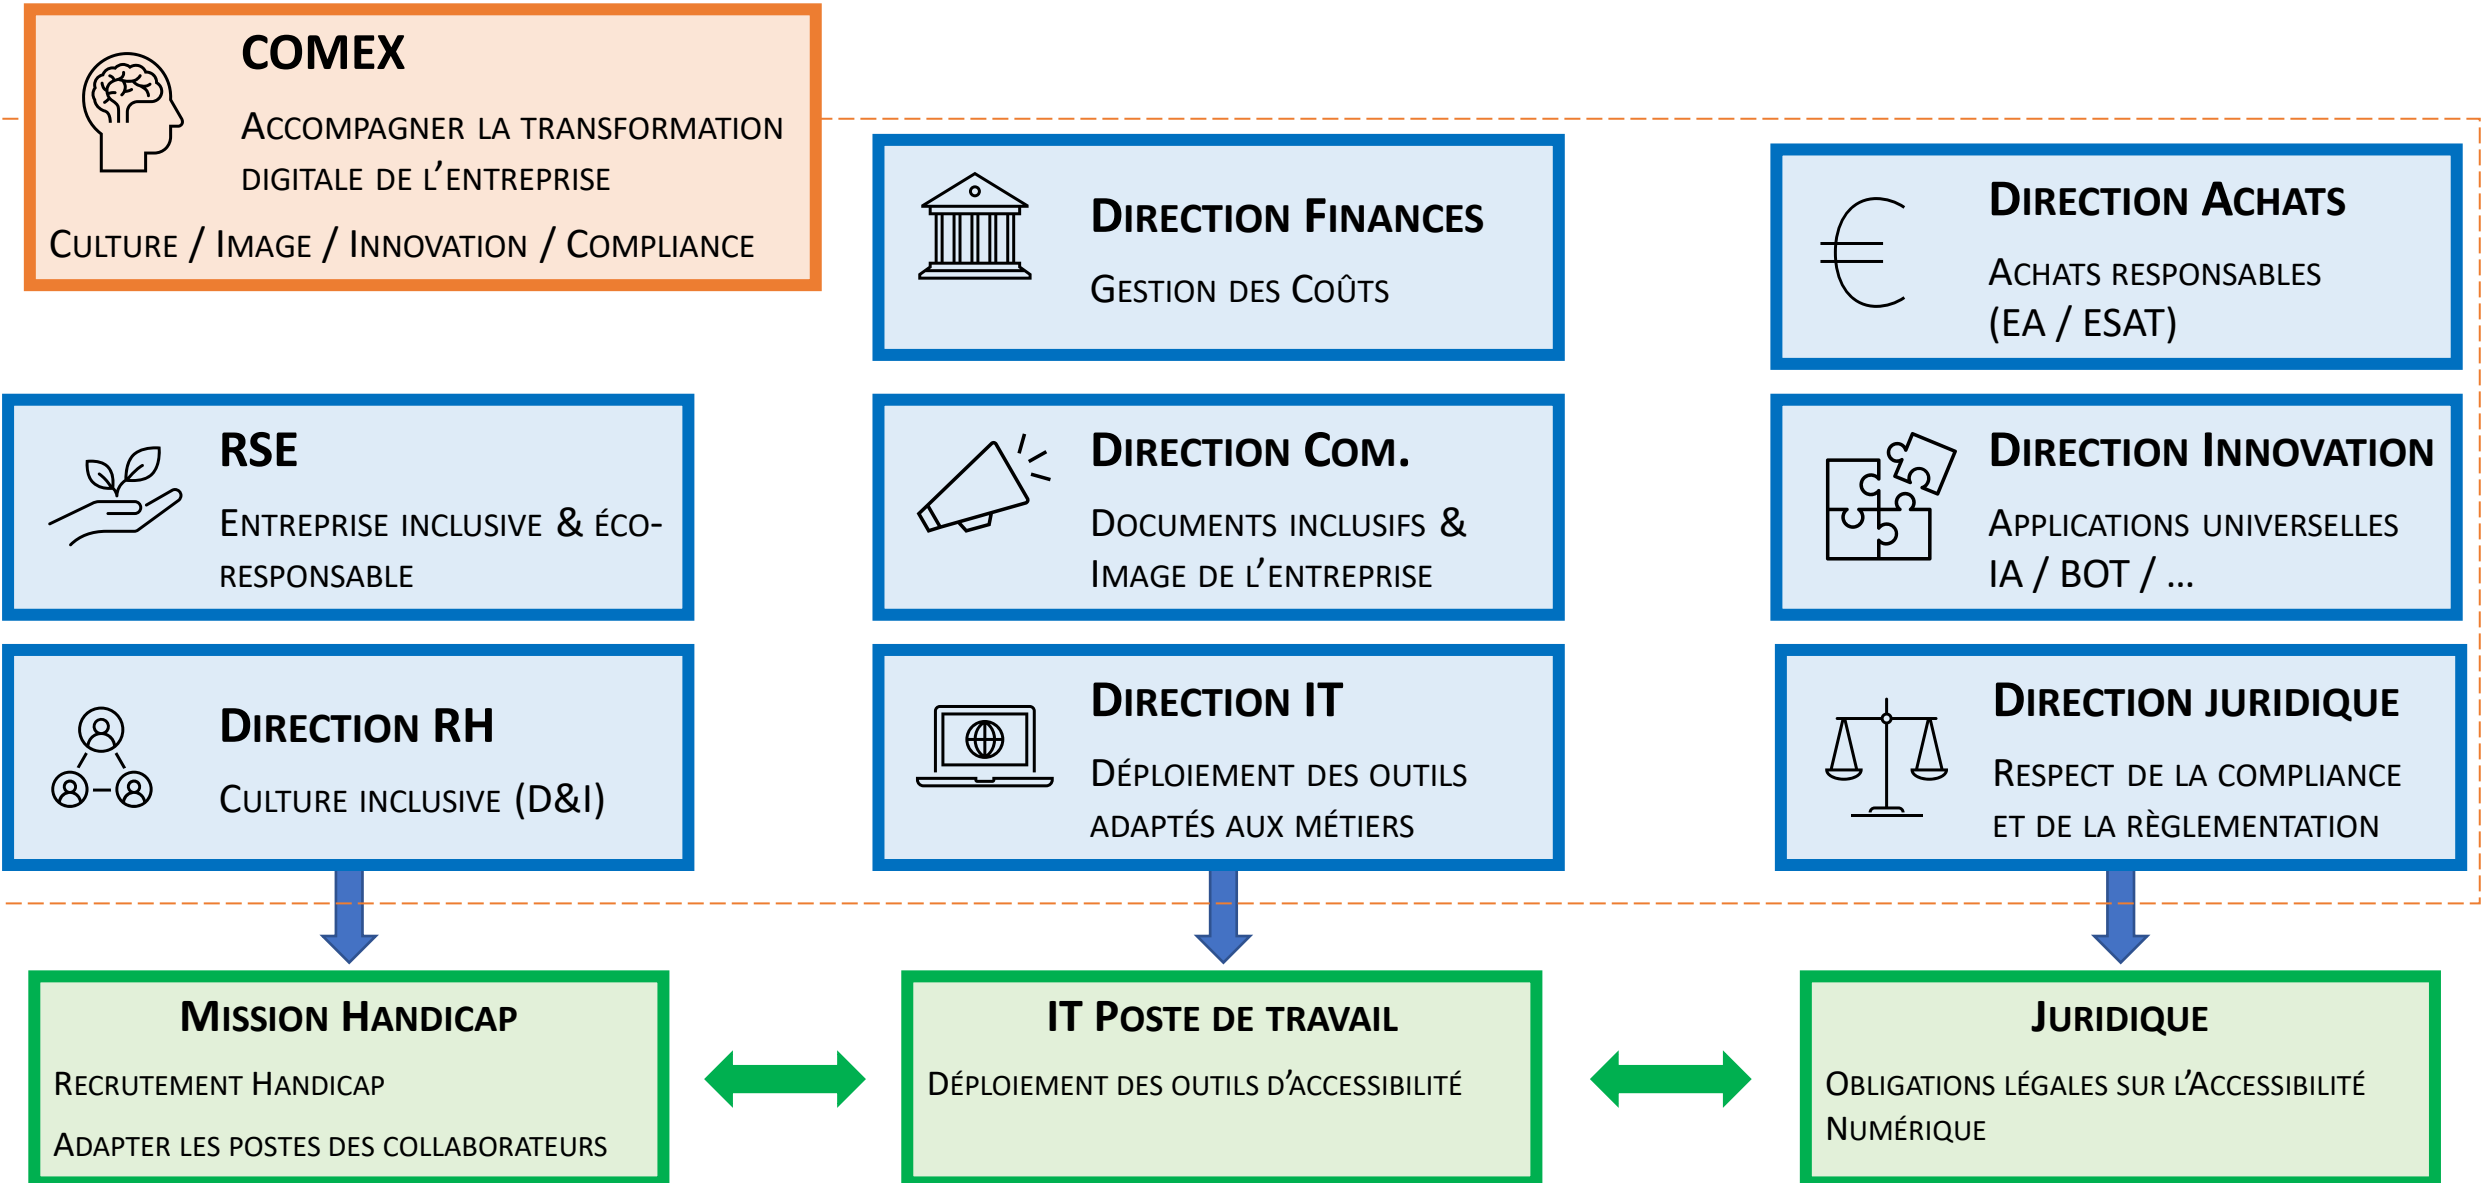 COMEX
Accompagner la transformation
digitale de l’entreprise
Culture / Image / Innovation / Compliance
Direction Finances
Gestion des Coûts
Direction Achats
Achats responsables
(EA / ESAT)
RSE
Entreprise inclusive & éco-
responsable
Direction Com.
Documents inclusifs &
Image de l’entreprise
Direction Innovation
Applications universelles
IA / BOT / ...
Direction RH
Culture inclusive (D&I)
Direction IT
Déploiement des outils
adaptés aux métiers
Direction juridique
Respect de la compliance
et de la règlementation
Mission Handicap
Recrutement Handicap
Adapter les postes des collaborateurs
IT Poste de travail
Déploiement des outils d’accessibilité
Juridique
Obligations légales sur l’Accessibilité
Numérique